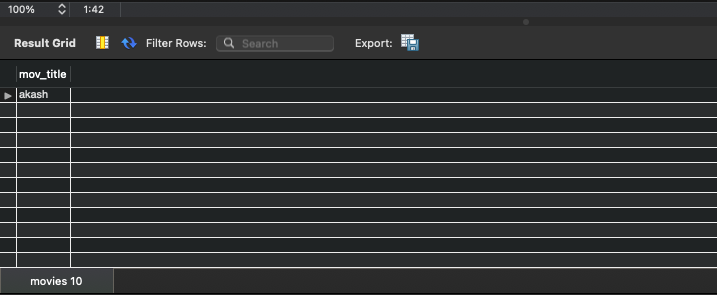 100% 1:42
Result Grid Filter Rows: Search Export:
mov_title
akash
movies 10